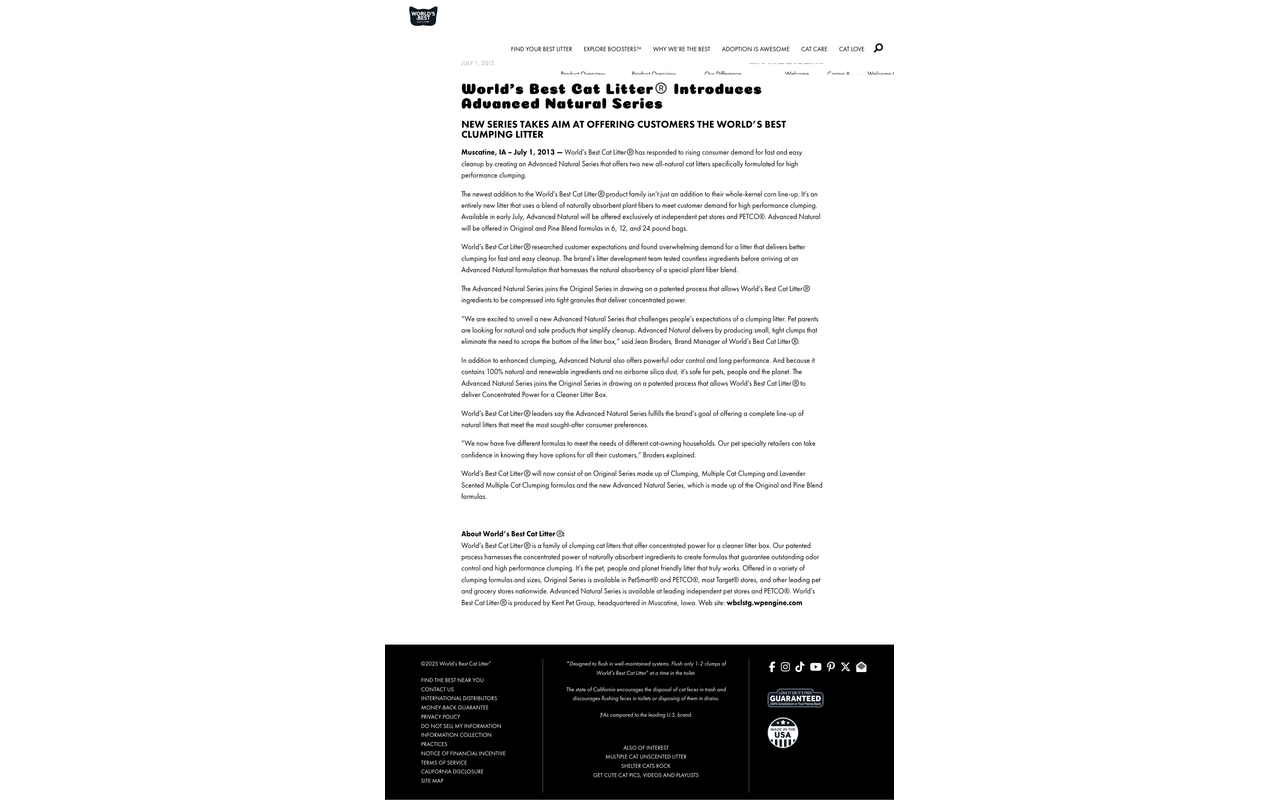 WORLD'S BEST
FIND YOUR BEST LITTER EXPLORE BOOSTERS™ WHY WE'RE THE BEST ADOPTION IS AWESOME CAT CARE CAT LOVE
JULY 1, 2013
Product Overview Product Overview Our Difference Welcome Caring A Welcome
World's Best Cat Litter® Introduces
Advanced Natural Series
NEW SERIES TAKES AIM AT OFFERING CUSTOMERS THE WORLD'S BEST
CLUMPING LITTER
Muscatine, IA – July 1, 2013 — World's Best Cat Litter® has responded to rising consumer demand for fast and easy
cleanup by creating an Advanced Natural Series that offers two new all-natural cat litters specifically formulated for high
performance clumping.
The newest addition to the World's Best Cat Litter® product family isn't just an addition to their whole-kernel corn line-up. It's an
entirely new litter that uses a blend of naturally absorbent plant fibers to meet customer demand for high performance clumping.
Available in early July, Advanced Natural will be offered exclusively at independent pet stores and PETCO®. Advanced Natural
will be offered in Original and Pine Blend formulas in 6, 12, and 24 pound bags.
World's Best Cat Litter® researched customer expectations and found overwhelming demand for a litter that delivers better
clumping for fast and easy cleanup. The brand's litter development team tested countless ingredients before arriving at an
Advanced Natural formulation that harnesses the natural absorbency of a special plant fiber blend.
The Advanced Natural Series joins the Original Series in drawing on a patented process that allows World's Best Cat Litter®
ingredients to be compressed into tight granules that deliver concentrated power.
"We are excited to unveil a new Advanced Natural Series that challenges people's expectations of a clumping litter. Pet parents
are looking for natural and safe products that simplify cleanup. Advanced Natural delivers by producing small, tight clumps that
eliminate the need to scrape the bottom of the litter box," said Jean Broders, Brand Manager of World's Best Cat Litter®.
In addition to enhanced clumping, Advanced Natural also offers powerful odor control and long performance. And because it
contains 100% natural and renewable ingredients and no airborne silica dust, it's safe for pets, people and the planet. The
Advanced Natural Series joins the Original Series in drawing on a patented process that allows World's Best Cat Litter® to
deliver Concentrated Power for a Cleaner Litter Box.
World's Best Cat Litter® leaders say the Advanced Natural Series fulfills the brand's goal of offering a complete line-up of
natural litters that meet the most sought-after consumer preferences.
"We now have five different formulas to meet the needs of different cat-owning households. Our pet specialty retailers can take
confidence in knowing they have options for all their customers," Broders explained.
World's Best Cat Litter® will now consist of an Original Series made up of Clumping, Multiple Cat Clumping and Lavender
Scented Multiple Cat Clumping formulas and the new Advanced Natural Series, which is made up of the Original and Pine Blend
formulas.
About World's Best Cat Litter®:
World's Best Cat Litter® is a family of clumping cat litters that offer concentrated power for a cleaner litter box. Our patented
process harnesses the concentrated power of naturally absorbent ingredients to create formulas that guarantee outstanding odor
control and high performance clumping. It's the pet, people and planet friendly litter that truly works. Offered in a variety of
clumping formulas and sizes, Original Series is available in PetSmart® and PETCO®, most Target® stores, and other leading pet
and grocery stores nationwide. Advanced Natural Series is available at leading independent pet stores and PETCO®. World's
Best Cat Litter® is produced by Kent Pet Group, headquartered in Muscatine, Iowa. Web site: wbclstg.wpengine.com
©2025 World's Best Cat Litter®
FIND THE BEST NEAR YOU
CONTACT US
INTERNATIONAL DISTRIBUTORS
MONEY-BACK GUARANTEE
PRIVACY POLICY
DO NOT SELL MY INFORMATION
INFORMATION COLLECTION
PRACTICES
NOTICE OF FINANCIAL INCENTIVE
TERMS OF SERVICE
CALIFORNIA DISCLOSURE
SITE MAP
*Designed to flush in well-maintained systems. Flush only 1-2 clumps of
World's Best Cat Litter® at a time in the toilet.
The state of California encourages the disposal of cat feces in trash and
discourages flushing feces in toilets or disposing of them in drains.
†As compared to the leading U.S. brand.
ALSO OF INTEREST
MULTIPLE CAT UNSCENTED LITTER
SHELTER CATS ROCK
GET CUTE CAT PICS, VIDEOS AND PLAYLISTS
LOVE IT OR IT'S FREE
GUARANTEED
100% Satisfaction or Your Money Back
MADE IN THE
USA